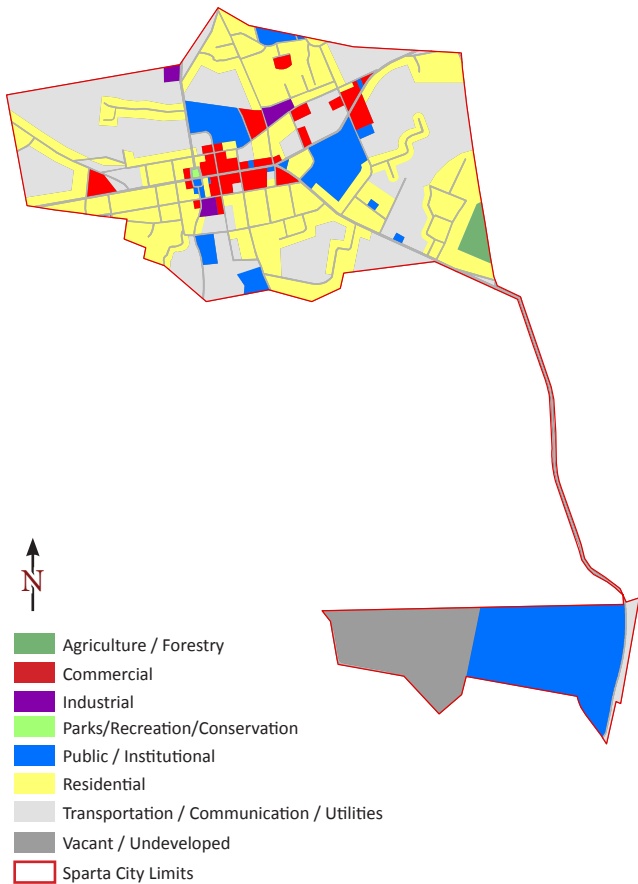 N
Agriculture / Forestry
Commercial
Industrial
Parks/Recreation/Conservation
Public / Institutional
Residential
Transportation / Communication / Utilities
Vacant / Undeveloped
Sparta City Limits